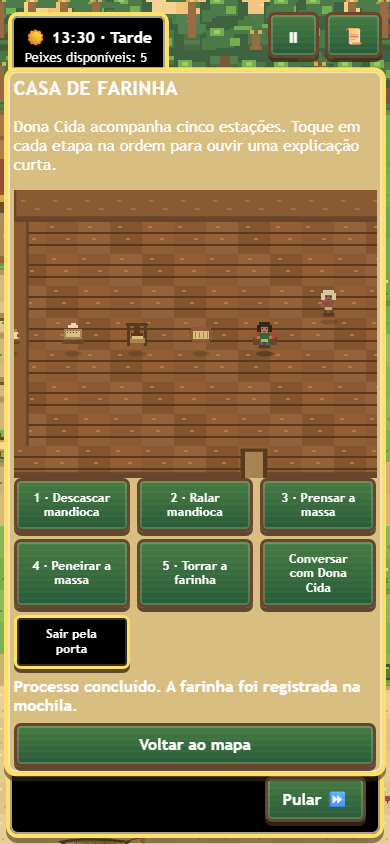 13:30 · Tarde
Peixes disponíveis: 5
CASA DE FARINHA
Dona Cida acompanha cinco estações. Toque em
cada etapa na ordem para ouvir uma explicação
curta.
1 · Descascar
mandioca
2 · Ralar
mandioca
3 · Prensar a
massa
4 · Peneirar a
massa
5 · Torrar a
farinha
Conversar
com Dona
Cida
Sair pela
porta
Processo concluído. A farinha foi registrada na
mochila.
Voltar ao mapa
Pular